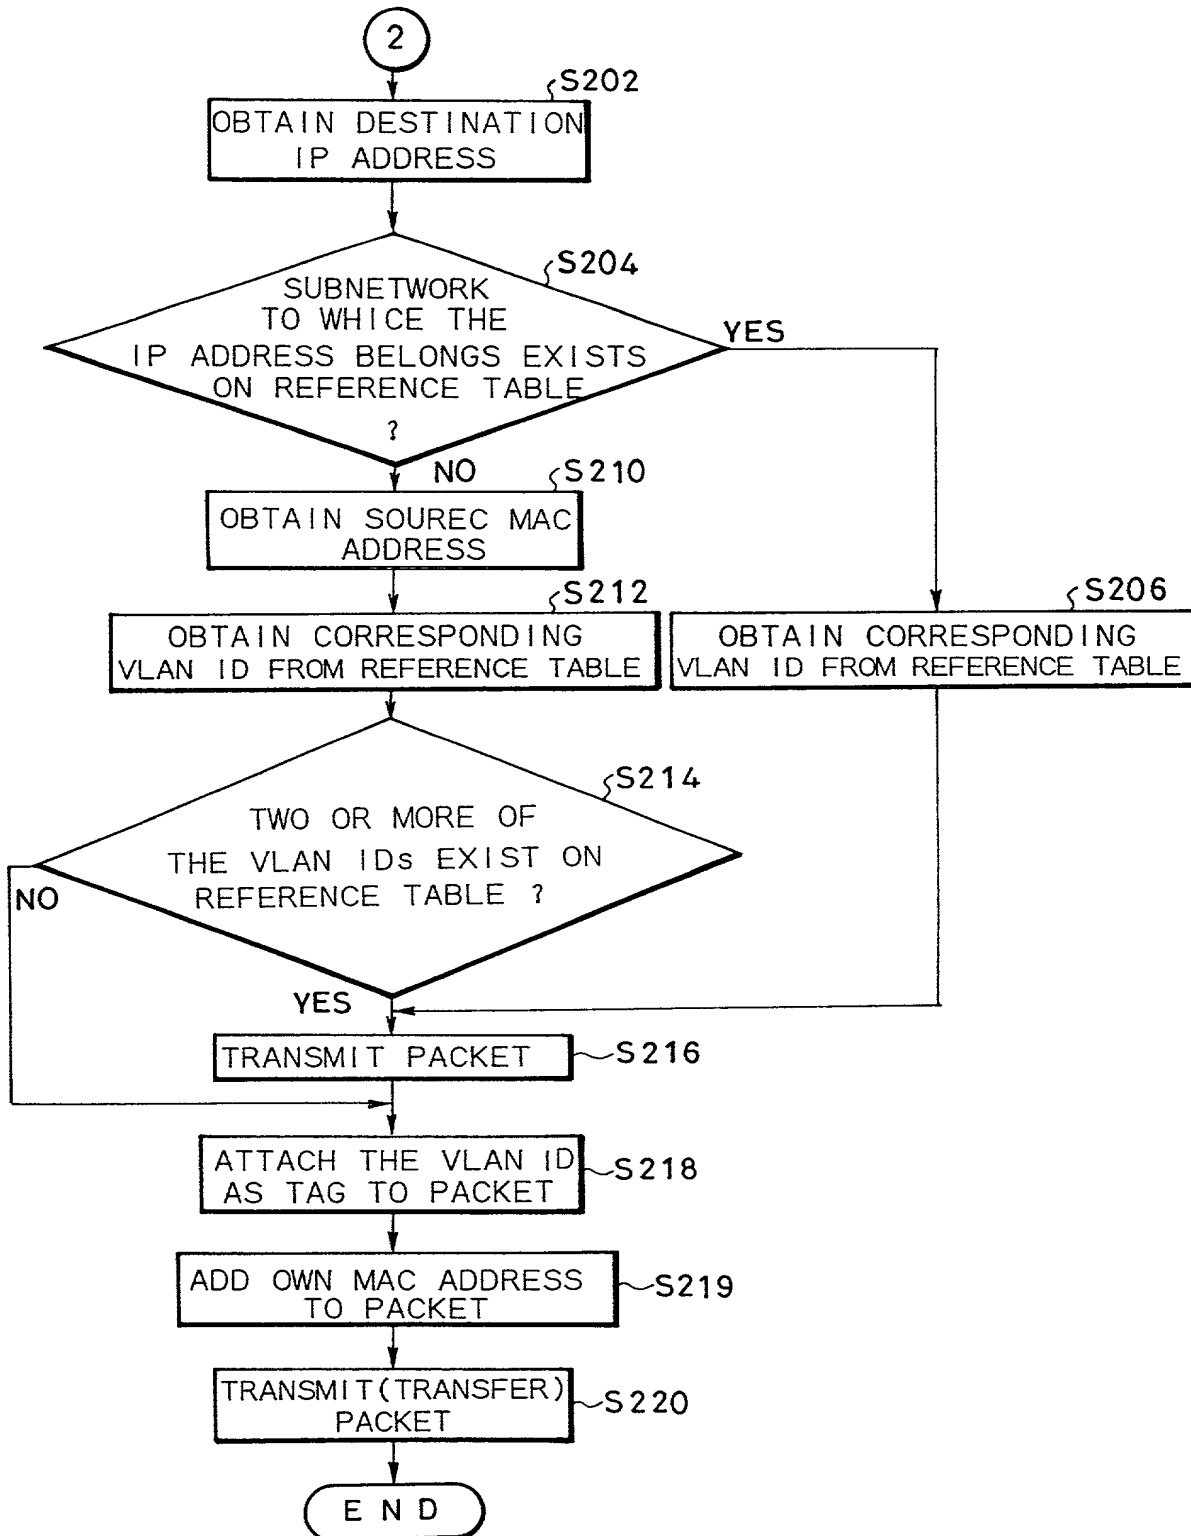 2
S202
OBTAIN DESTINATION
IP ADDRESS
S204
SUBNETWORK
TO WHICE THE
IP ADDRESS BELONGS EXISTS
ON REFERENCE TABLE
?
YES
NO
S210
OBTAIN SOUREC MAC
ADDRESS
S212
OBTAIN CORRESPONDING
VLAN ID FROM REFERENCE TABLE
S206
OBTAIN CORRESPONDING
VLAN ID FROM REFERENCE TABLE
S214
TWO OR MORE OF
THE VLAN IDs EXIST ON
REFERENCE TABLE ?
NO
YES
TRANSMIT PACKET
S216
ATTACH THE VLAN ID
AS TAG TO PACKET
S218
ADD OWN MAC ADDRESS
TO PACKET
S219
TRANSMIT(TRANSFER)
PACKET
S220
END